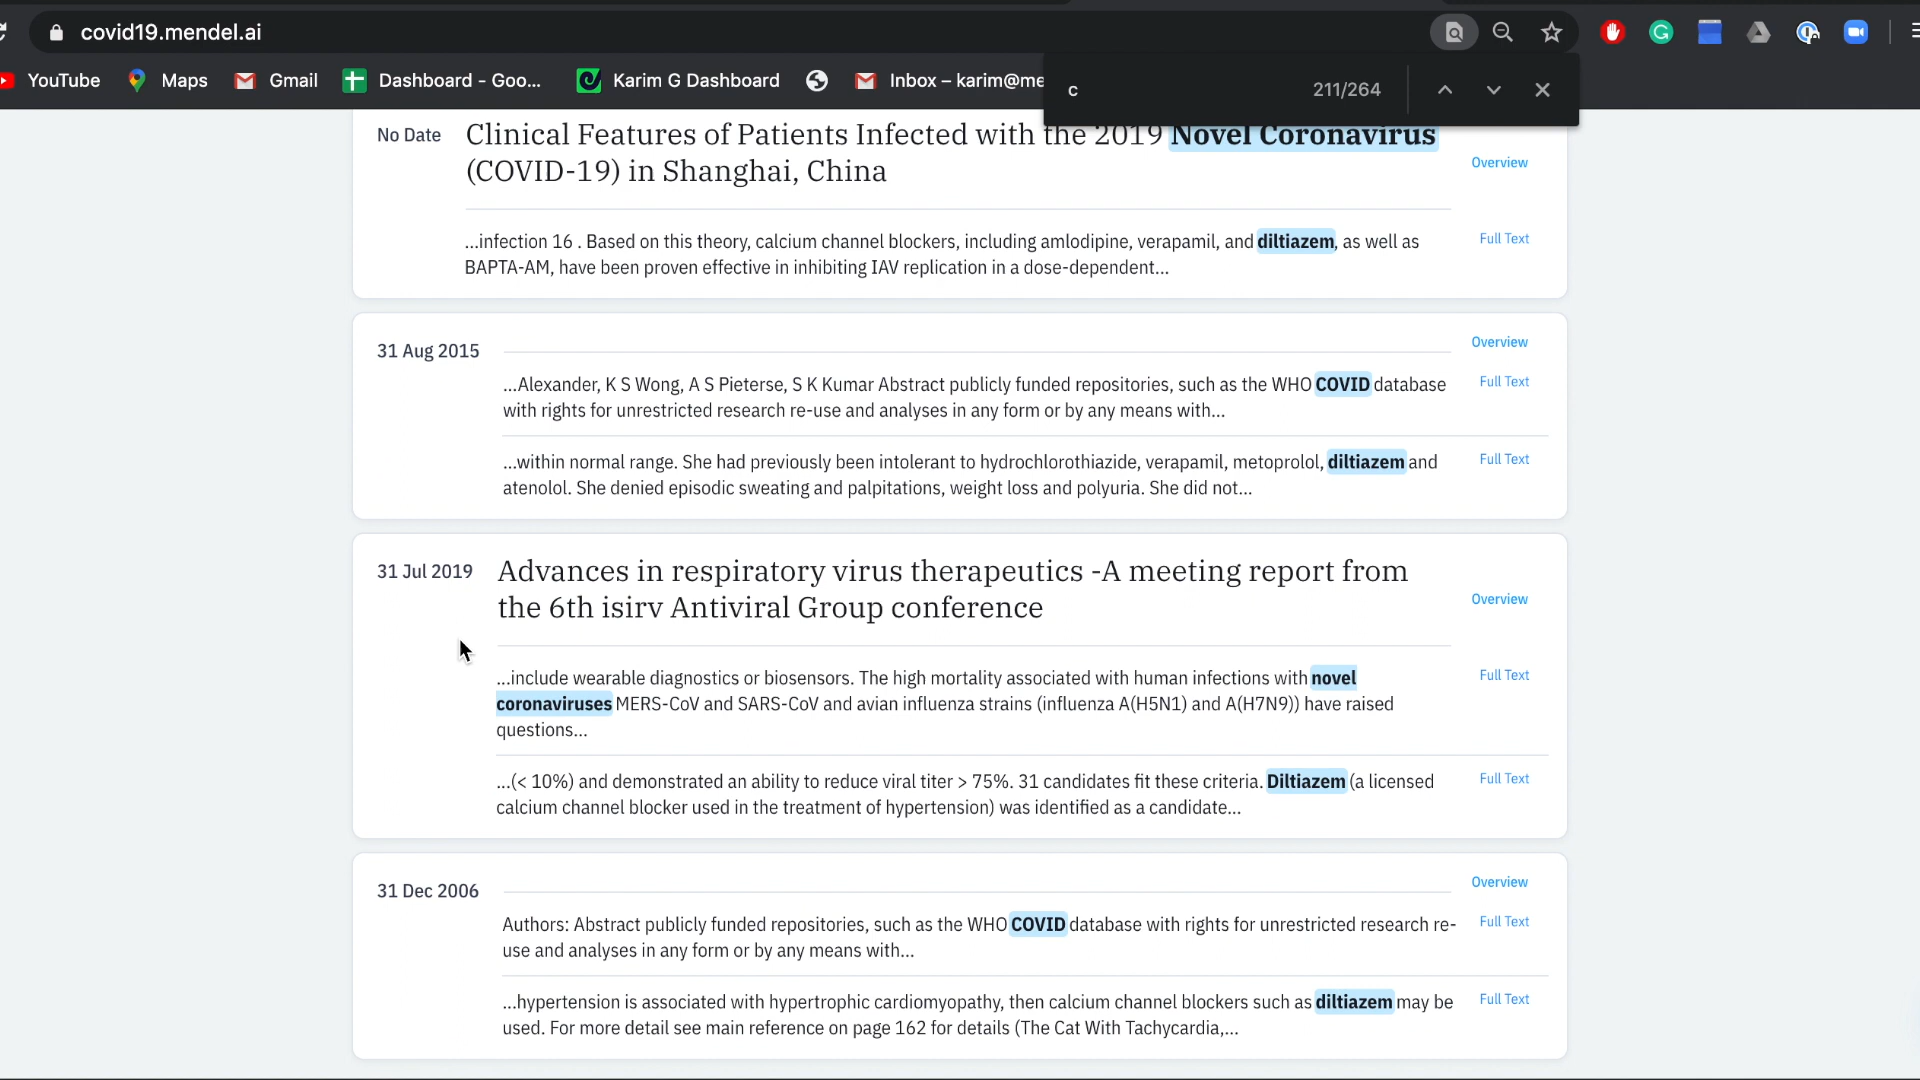 covid19.mendel.ai
YouTube Maps Gmail Dashboard - Goo... Karim G Dashboard Inbox – karim@me
c 211/264
No Date
Clinical Features of Patients Infected with the 2019 Novel Coronavirus
(COVID-19) in Shanghai, China
Overview
...infection 16 . Based on this theory, calcium channel blockers, including amlodipine, verapamil, and diltiazem, as well as
BAPTA-AM, have been proven effective in inhibiting IAV replication in a dose-dependent...
Full Text
31 Aug 2015
Overview
...Alexander, K S Wong, A S Pieterse, S K Kumar Abstract publicly funded repositories, such as the WHO COVID database
with rights for unrestricted research re-use and analyses in any form or by any means with...
Full Text
...within normal range. She had previously been intolerant to hydrochlorothiazide, verapamil, metoprolol, diltiazem and
atenolol. She denied episodic sweating and palpitations, weight loss and polyuria. She did not...
Full Text
31 Jul 2019
Advances in respiratory virus therapeutics -A meeting report from
the 6th isirv Antiviral Group conference
Overview
...include wearable diagnostics or biosensors. The high mortality associated with human infections with novel
coronaviruses MERS-CoV and SARS-CoV and avian influenza strains (influenza A(H5N1) and A(H7N9)) have raised
questions...
Full Text
...(< 10%) and demonstrated an ability to reduce viral titer > 75%. 31 candidates fit these criteria. Diltiazem (a licensed
calcium channel blocker used in the treatment of hypertension) was identified as a candidate...
Full Text
31 Dec 2006
Overview
Authors: Abstract publicly funded repositories, such as the WHO COVID database with rights for unrestricted research re-
use and analyses in any form or by any means with...
Full Text
...hypertension is associated with hypertrophic cardiomyopathy, then calcium channel blockers such as diltiazem may be
used. For more detail see main reference on page 162 for details (The Cat With Tachycardia,...
Full Text